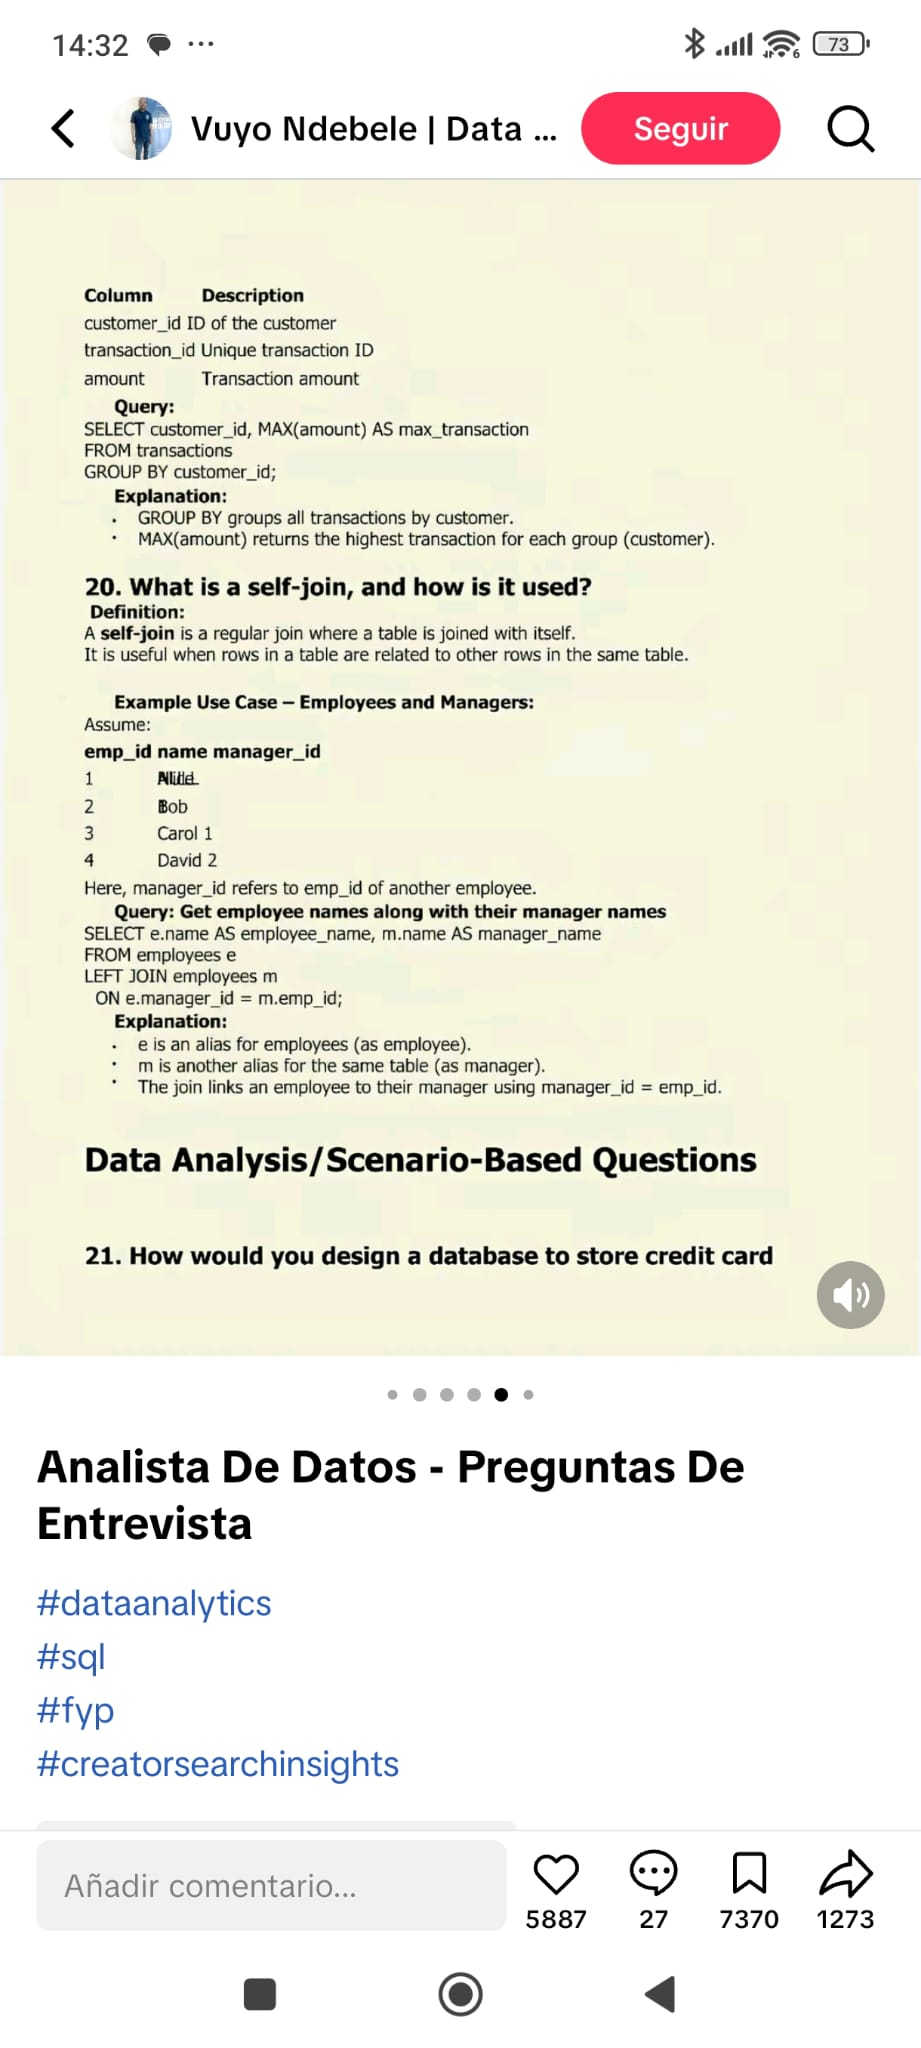 14:32
73
Vuyo Ndebele | Data ...
Seguir
Column Description
customer_id ID of the customer
transaction_id Unique transaction ID
amount Transaction amount
Query:
SELECT customer_id, MAX(amount) AS max_transaction
FROM transactions
GROUP BY customer_id;
Explanation:
• GROUP BY groups all transactions by customer.
• MAX(amount) returns the highest transaction for each group (customer).
20. What is a self-join, and how is it used?
Definition:
A self-join is a regular join where a table is joined with itself.
It is useful when rows in a table are related to other rows in the same table.
Example Use Case – Employees and Managers:
Assume:
emp_id name manager_id
1
2 Bob
3 Carol 1
4 David 2
Here, manager_id refers to emp_id of another employee.
Query: Get employee names along with their manager names
SELECT e.name AS employee_name, m.name AS manager_name
FROM employees e
LEFT JOIN employees m
ON e.manager_id = m.emp_id;
Explanation:
• e is an alias for employees (as employee).
• m is another alias for the same table (as manager).
• The join links an employee to their manager using manager_id = emp_id.
Data Analysis/Scenario-Based Questions
21. How would you design a database to store credit card
Analista De Datos - Preguntas De
Entrevista
#dataanalytics
#sql
#fyp
#creatorsearchinsights
Añadir comentario...
5887
27
7370
1273